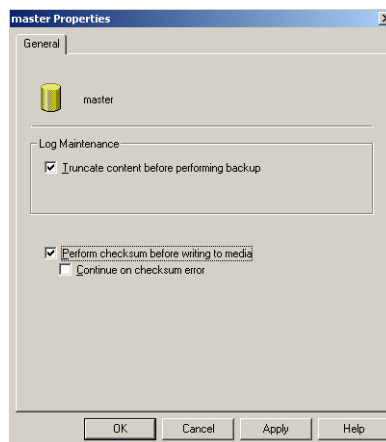 master Properties
General
master
Log Maintenance
Truncate content before performing backup
Perform checksum before writing to media
Continue on checksum error
OK Cancel Apply Help